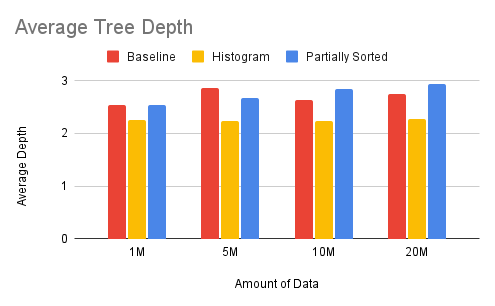 Average Tree Depth
Baseline Histogram Partially Sorted
3
2
1
0
Average Depth
1M 5M 10M 20M
Amount of Data